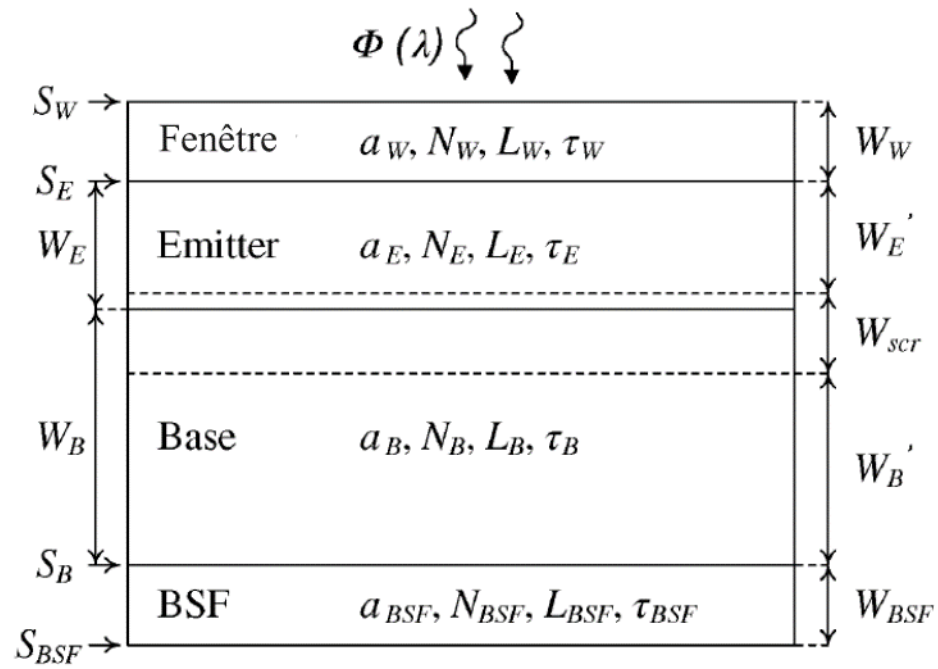 Φ (λ)
S_W
Fenêtre a_W, N_W, L_W, τ_W W_W
S_E
W_E Emitter a_E, N_E, L_E, τ_E W_E'
W_scr
W_B Base a_B, N_B, L_B, τ_B W_B'
S_B
BSF a_BSF, N_BSF, L_BSF, τ_BSF W_BSF
S_BSF